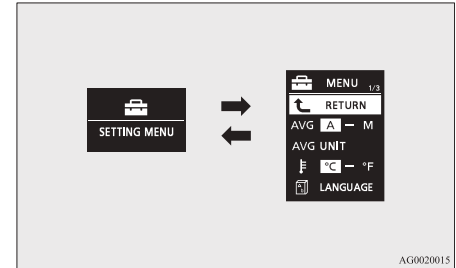 SETTING MENU
MENU 1/3
RETURN
AVG A – M
AVG UNIT
°C – °F
LANGUAGE
AG0020015